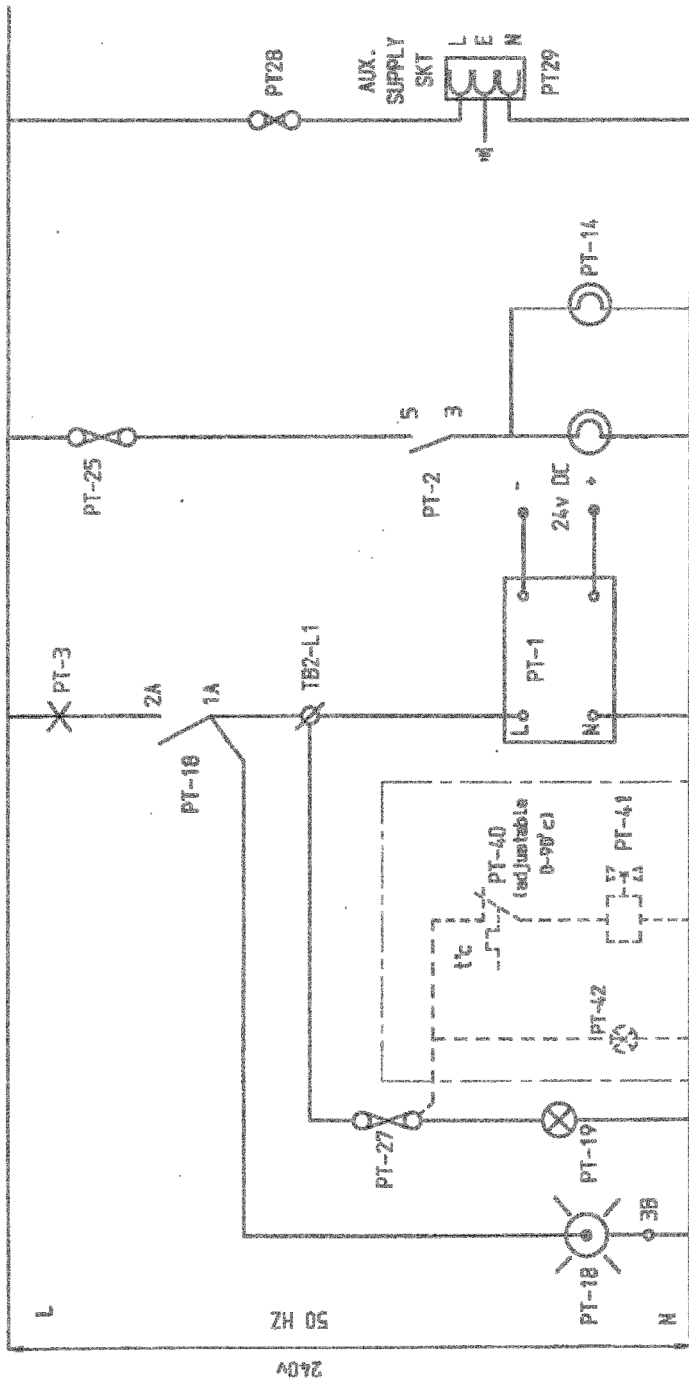 L
240v
50 HZ
N
PT-18
3B
PT-19
PT-27
PT-42
t°c
PT-40
(adjustable
0-90°c)
PT-41
PT-3
2A
1A
PT-18
TB2-L1
L
N
PT-1
-
24v DC
+
PT-25
5
3
PT-2
PT-14
PT28
AUX.
SUPPLY
SKT
L
E
N
PT29